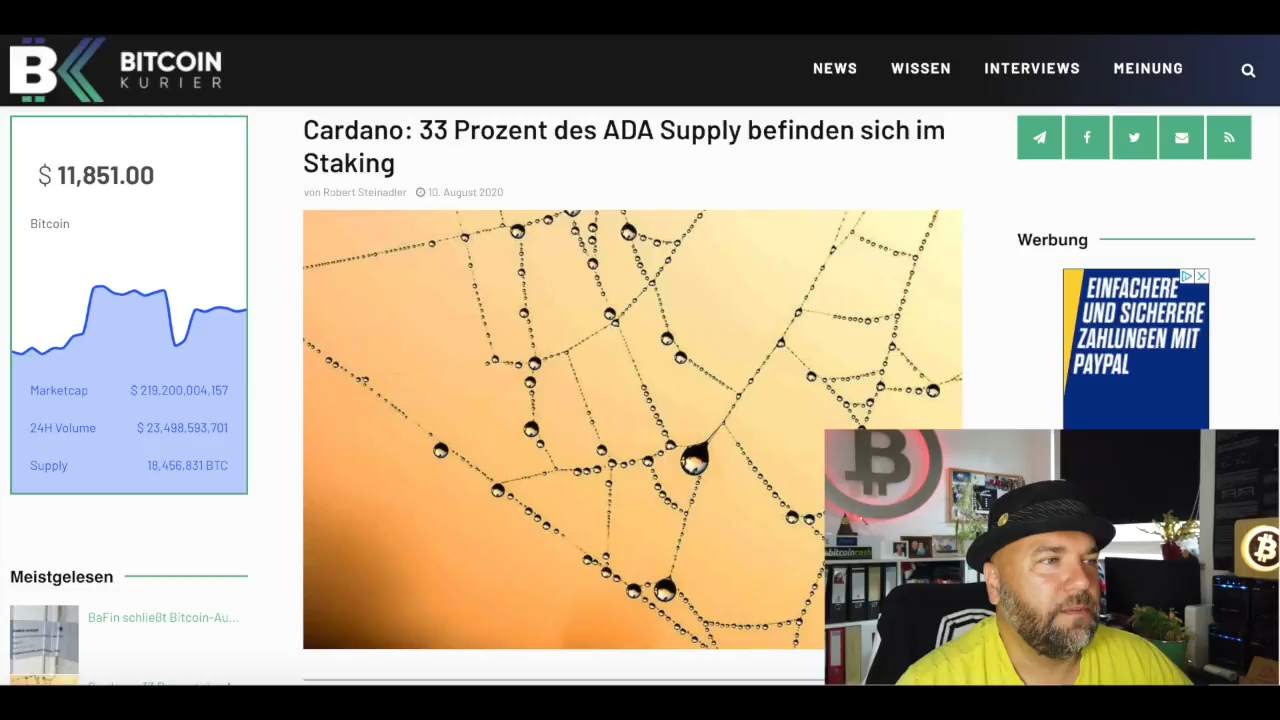 BITCOIN
KURIER
NEWS
WISSEN
INTERVIEWS
MEINUNG
$ 11,851.00
Bitcoin
Marketcap
$ 219,200,004,157
24H Volume
$ 23,498,593,701
Supply
18,456,831 BTC
Meistgelesen
BaFin schließt Bitcoin-Au...
Cardano: 33 Prozent des ADA Supply befinden sich im
Staking
von Robert Steinadler
10. August 2020
Werbung
EINFACHERE
UND SICHERERE
ZAHLUNGEN MIT
PAYPAL
bitcoincash